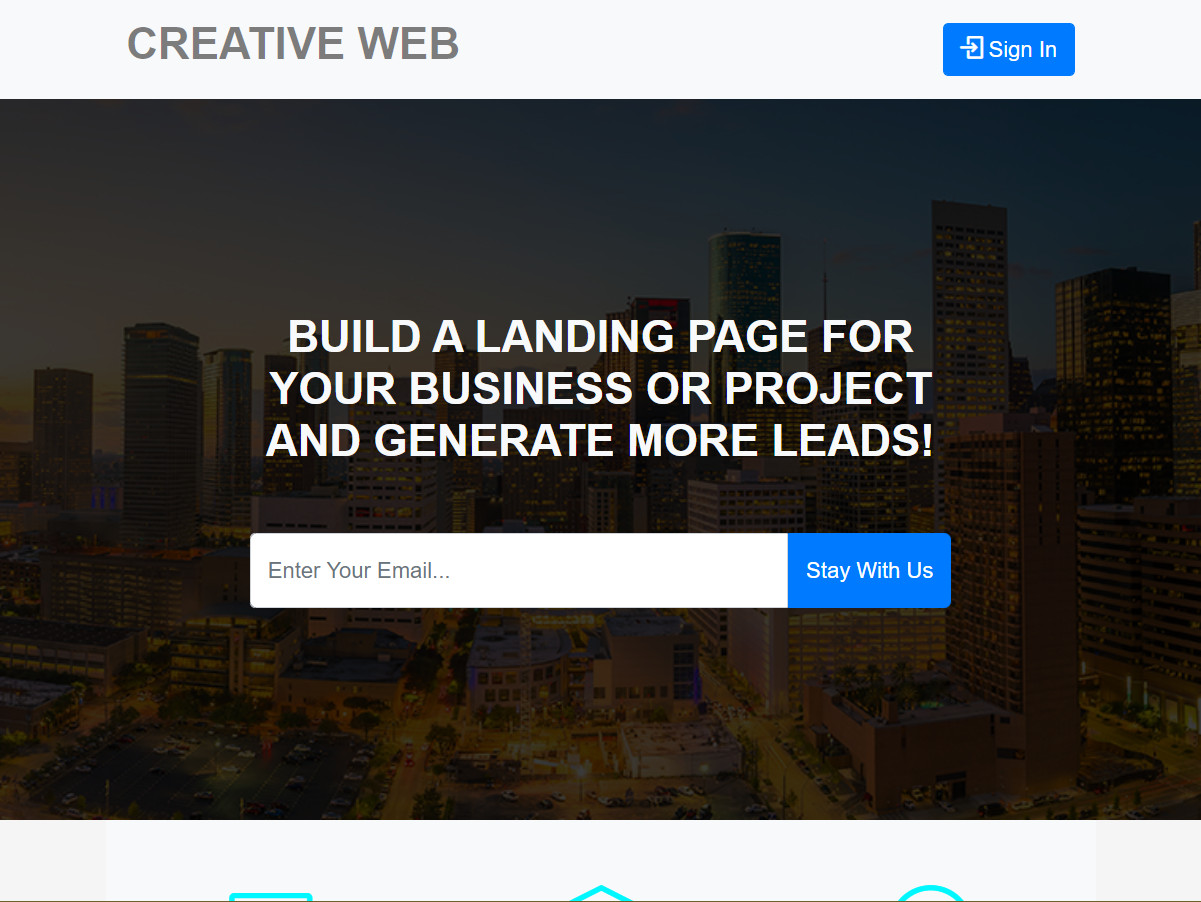 CREATIVE WEB
Sign In
BUILD A LANDING PAGE FOR
YOUR BUSINESS OR PROJECT
AND GENERATE MORE LEADS!
Enter Your Email...
Stay With Us